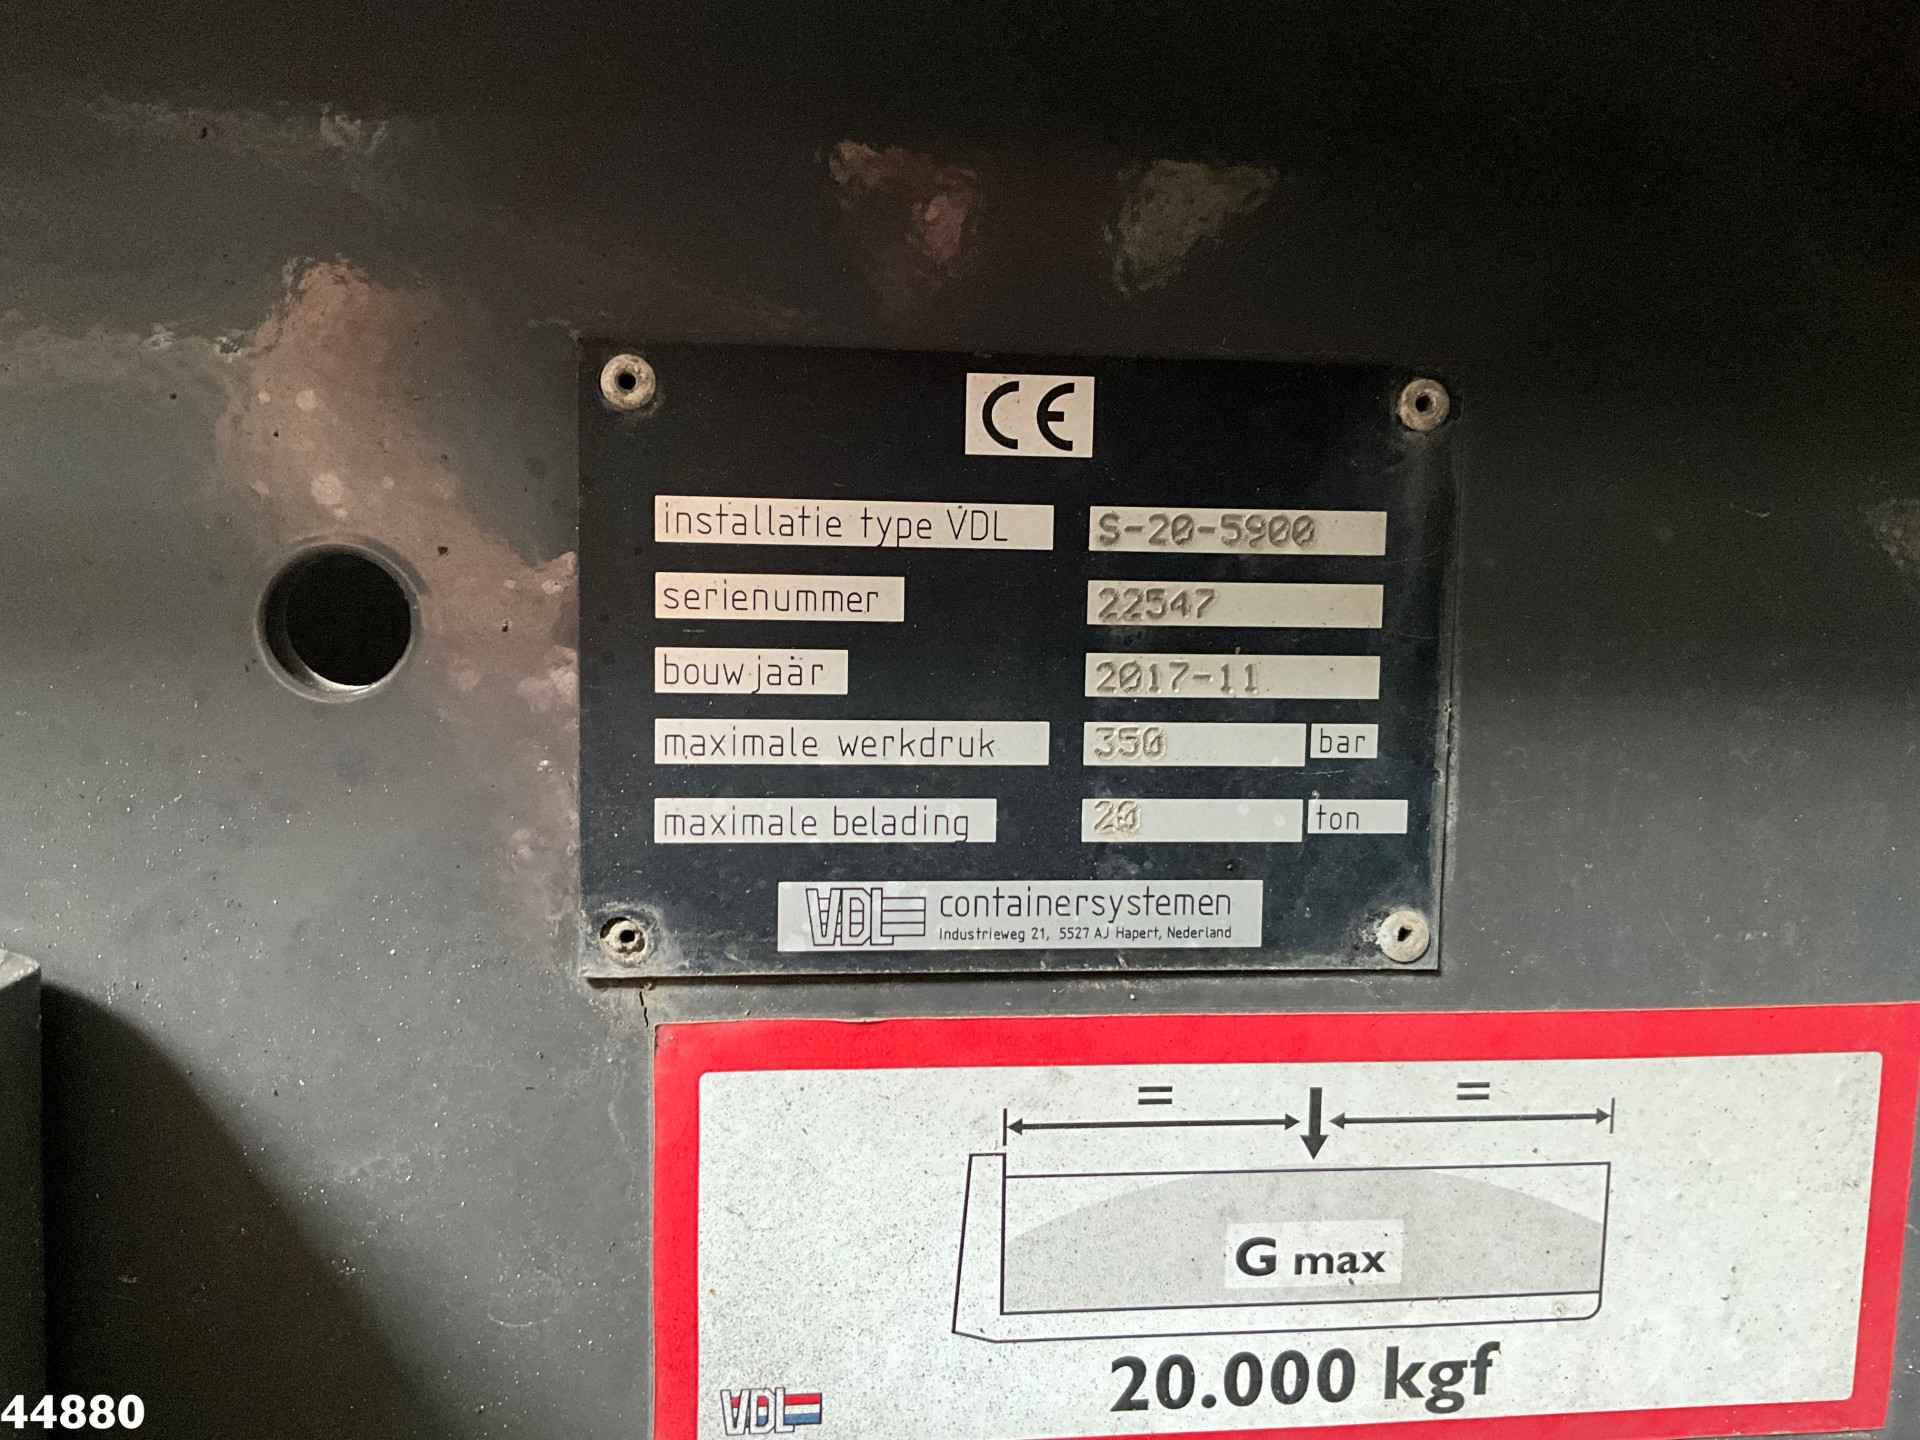 CE
installatie type VDL S-20-5900
serienummer 22547
bouwjaar 2017-11
maximale werkdruk 350 bar
maximale belading 20 ton
VDL containersystemen
Industrieweg 21, 5527 AJ Hapert, Nederland
= =
G max
20.000 kgf
VDL
44880